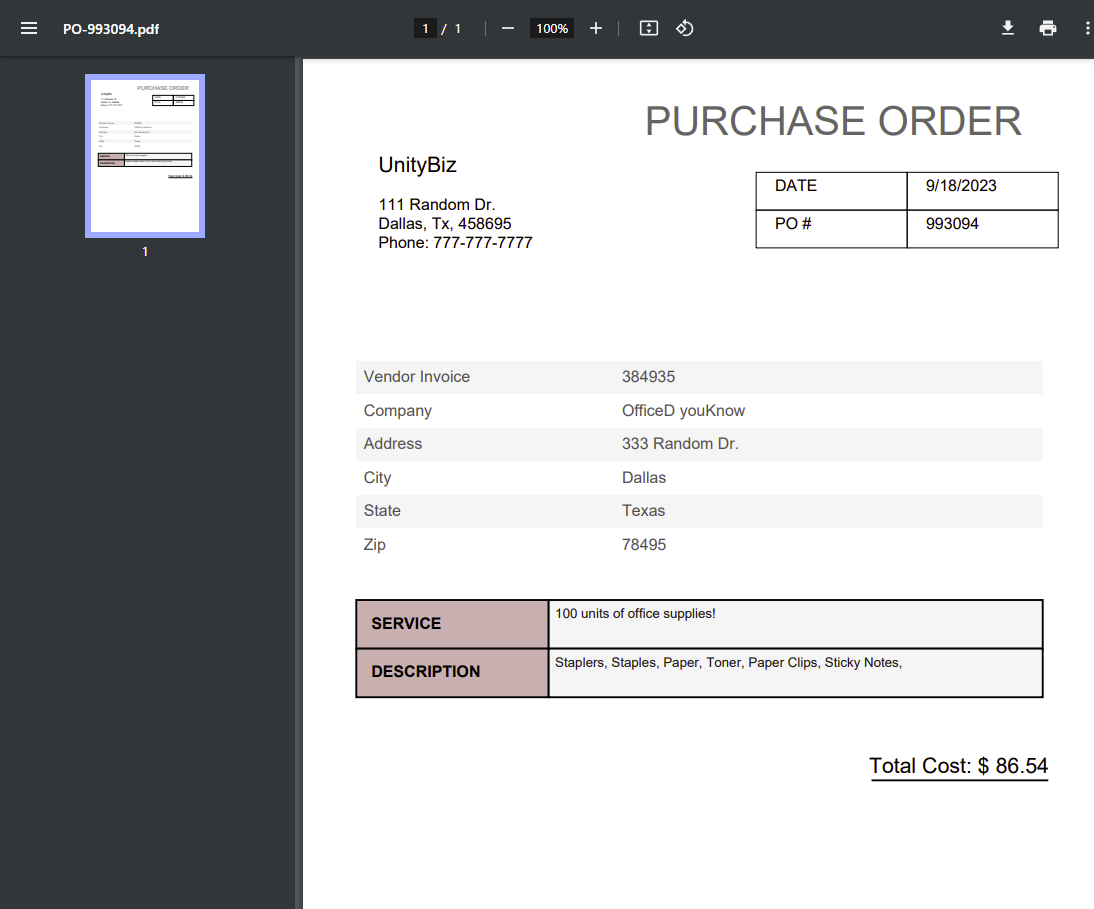 PO-993094.pdf
1 / 1
100%
1
PURCHASE ORDER
UnityBiz
111 Random Dr.
Dallas, Tx, 458695
Phone: 777-777-7777
DATE 9/18/2023
PO # 993094
Vendor Invoice 384935
Company OfficeD youKnow
Address 333 Random Dr.
City Dallas
State Texas
Zip 78495
SERVICE 100 units of office supplies!
DESCRIPTION Staplers, Staples, Paper, Toner, Paper Clips, Sticky Notes,
Total Cost: $ 86.54